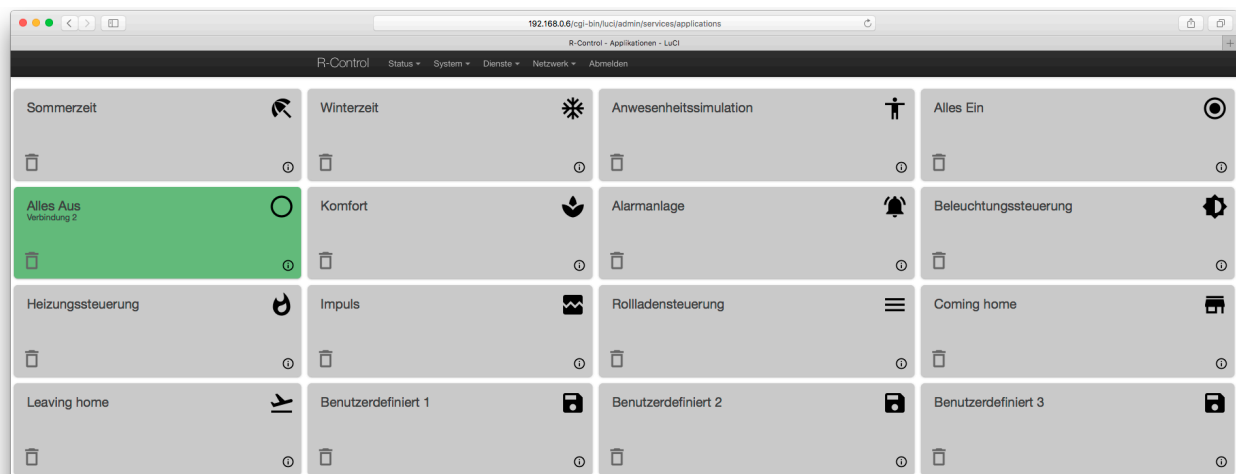 192.168.0.6/cgi-bin/luci/admin/services/applications
R-Control - Applikationen - LuCI
R-Control Status System Dienste Netzwerk Abmelden
Sommerzeit
Winterzeit
Anwesenheitssimulation
Alles Ein
Alles Aus
Verbindung 2
Komfort
Alarmanlage
Beleuchtungssteuerung
Heizungssteuerung
Impuls
Rollladensteuerung
Coming home
Leaving home
Benutzerdefiniert 1
Benutzerdefiniert 2
Benutzerdefiniert 3